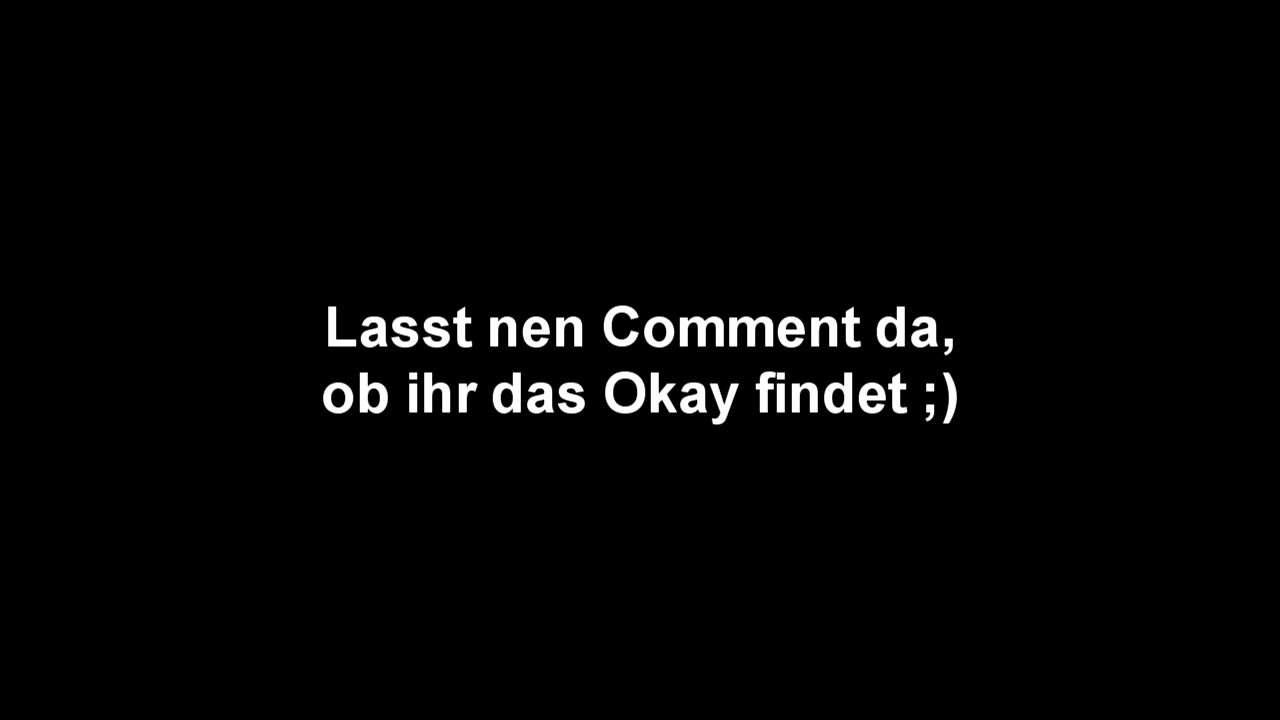 Lasst nen Comment da,
ob ihr das Okay findet ;)